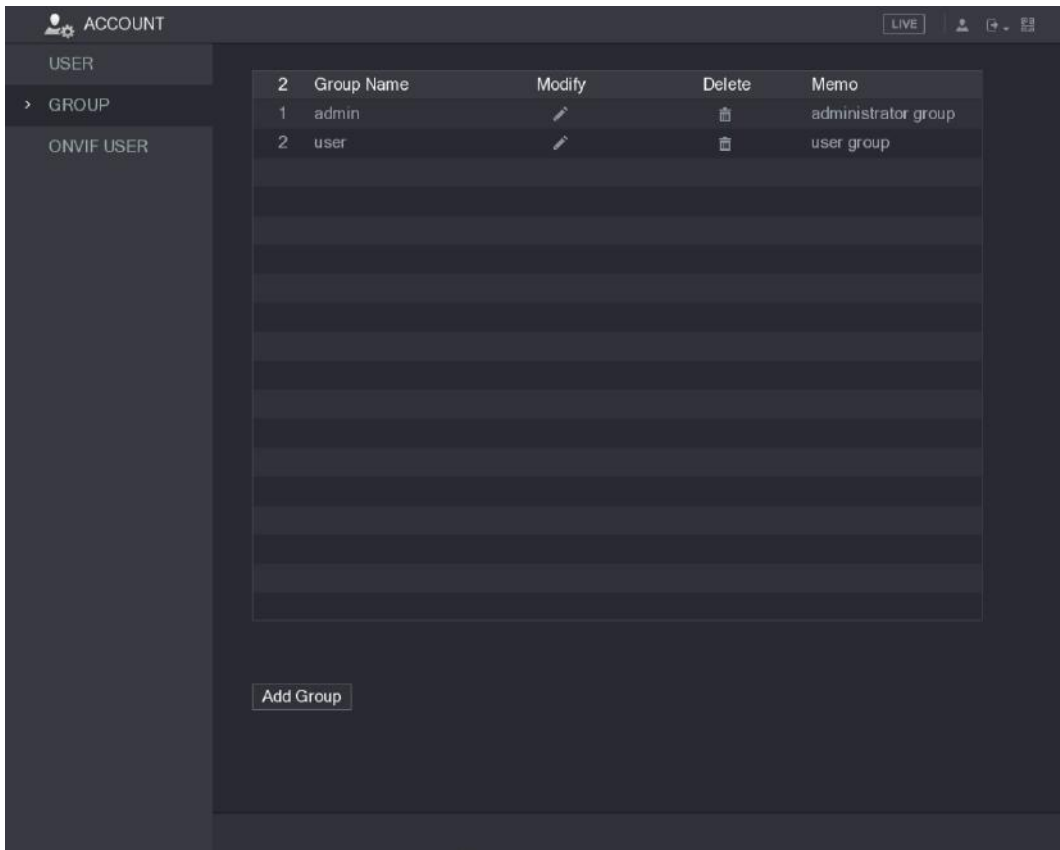 ACCOUNT
LIVE
USER
GROUP
ONVIF USER
2 Group Name Modify Delete Memo
1 admin administrator group
2 user user group
Add Group